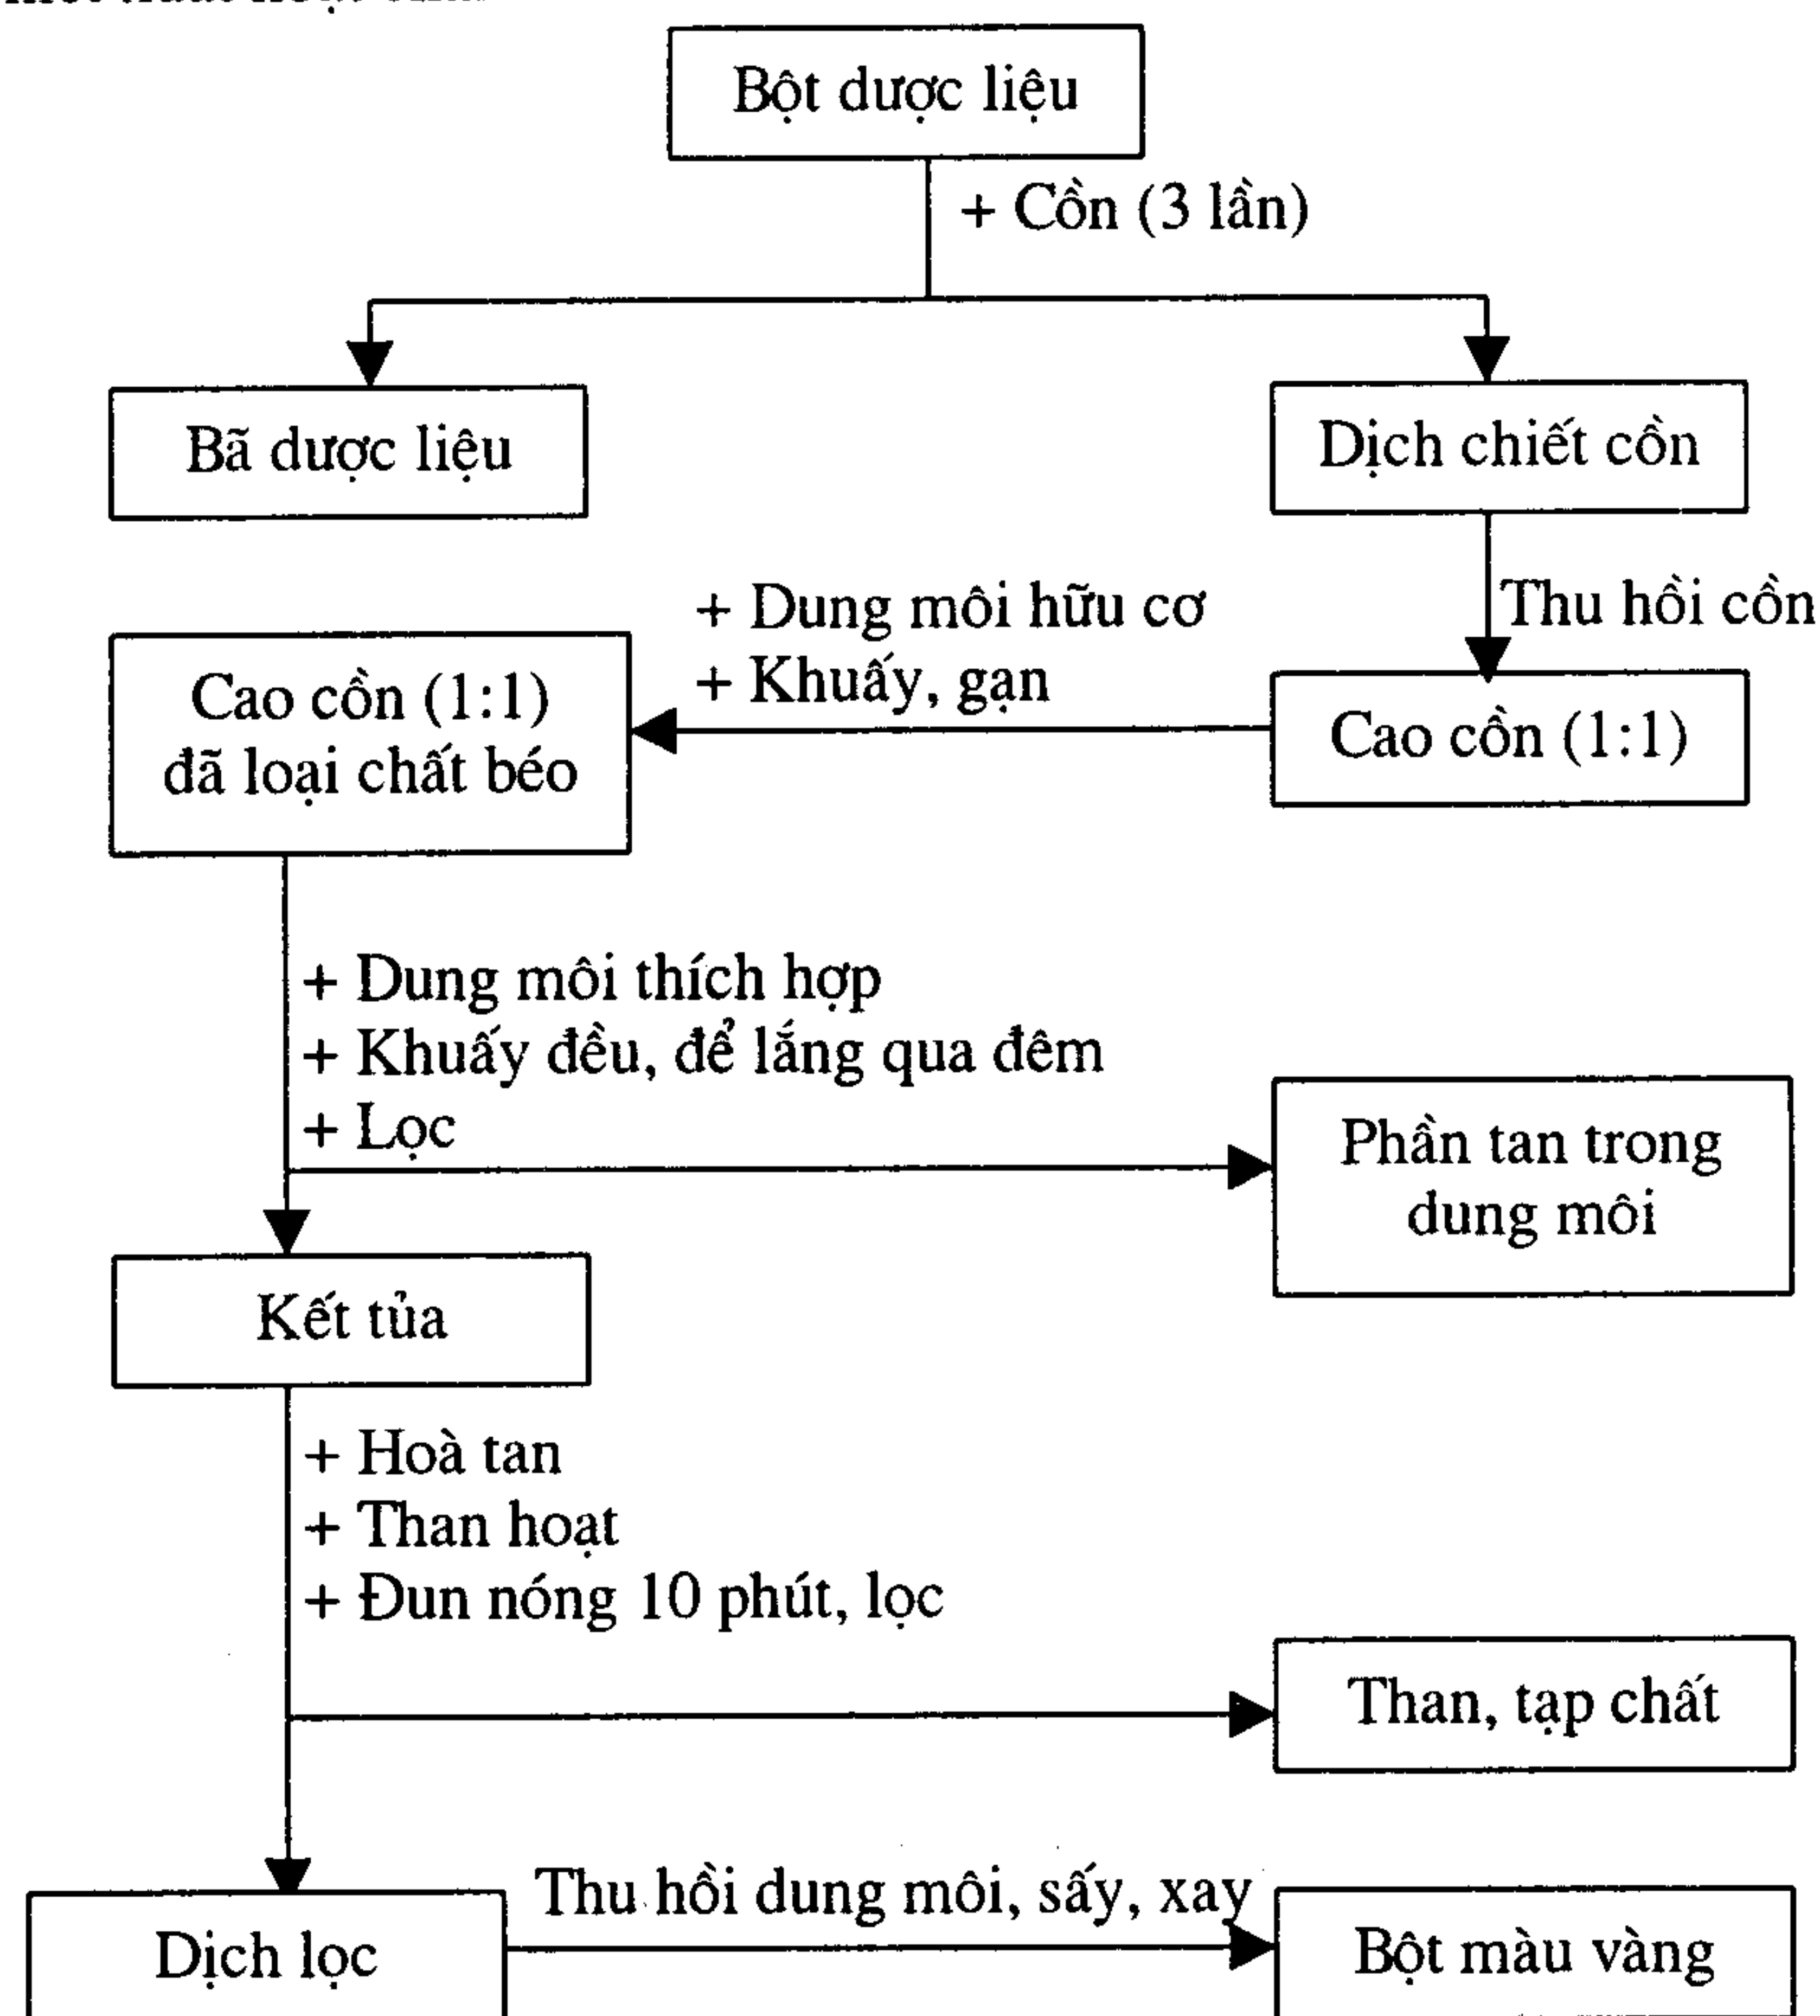 Bột dược liệu
+ Cồn (3 lần)
Bã dược liệu
Dịch chiết cồn
Thu hồi cồn
+ Dung môi hữu cơ
+ Khuấy, gạn
Cao cồn (1:1)
Cao cồn (1:1)
đã loại chất béo
+ Dung môi thích hợp
+ Khuấy đều, để lắng qua đêm
+ Lọc
Phần tan trong
dung môi
Kết tủa
+ Hoà tan
+ Than hoạt
+ Đun nóng 10 phút, lọc
Than, tạp chất
Thu hồi dung môi, sấy, xay
Dịch lọc
Bột màu vàng